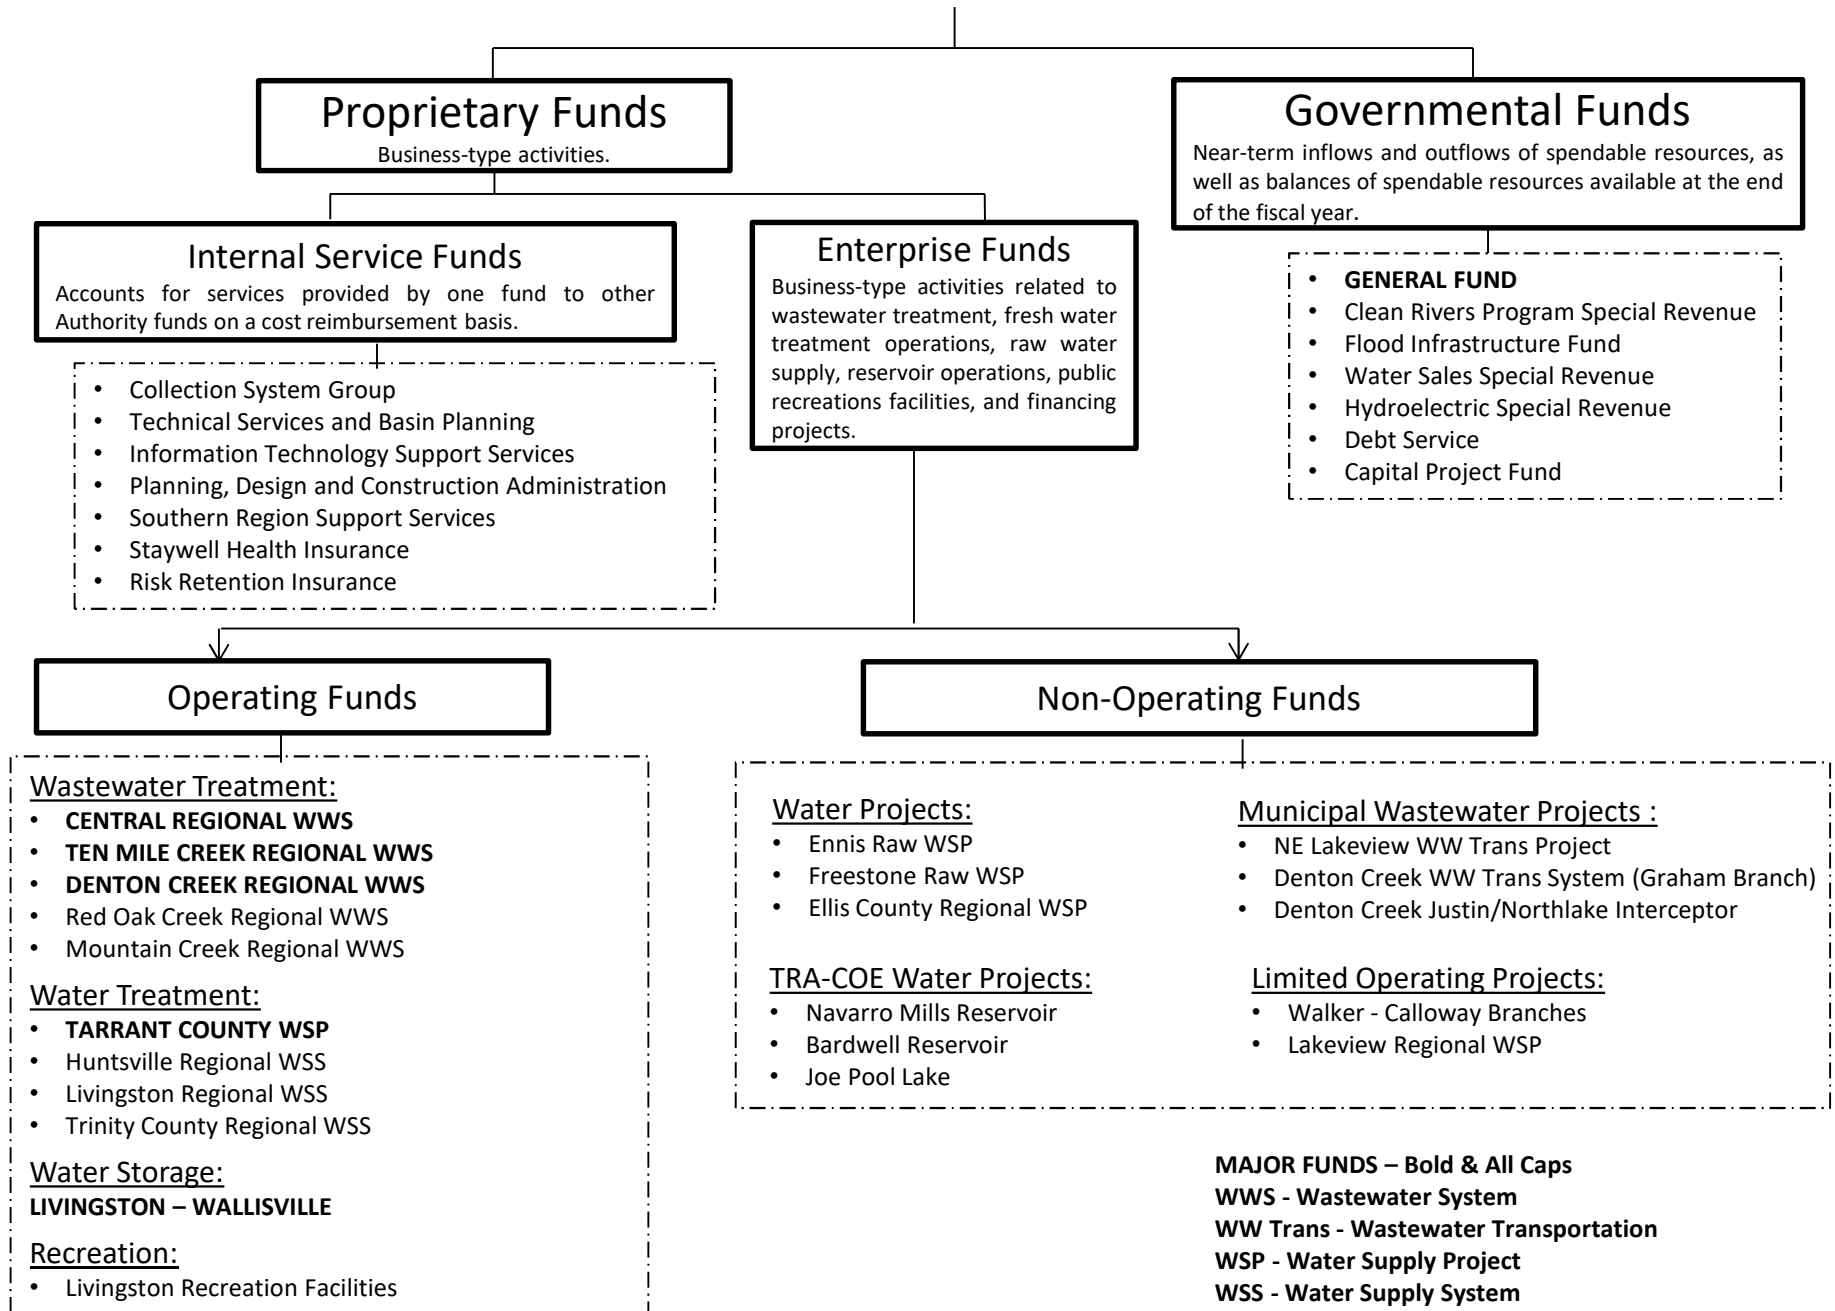 Proprietary Funds
Business-type activities.
Governmental Funds
Near-term inflows and outflows of spendable resources, as
well as balances of spendable resources available at the end
of the fiscal year.
Internal Service Funds
Accounts for services provided by one fund to other
Authority funds on a cost reimbursement basis.
Enterprise Funds
Business-type activities related to
wastewater treatment, fresh water
treatment operations, raw water
supply, reservoir operations, public
recreations facilities, and financing
projects.
• GENERAL FUND
• Clean Rivers Program Special Revenue
• Flood Infrastructure Fund
• Water Sales Special Revenue
• Hydroelectric Special Revenue
• Debt Service
• Capital Project Fund
• Collection System Group
• Technical Services and Basin Planning
• Information Technology Support Services
• Planning, Design and Construction Administration
• Southern Region Support Services
• Staywell Health Insurance
• Risk Retention Insurance
Operating Funds
Non-Operating Funds
Wastewater Treatment:
• CENTRAL REGIONAL WWS
• TEN MILE CREEK REGIONAL WWS
• DENTON CREEK REGIONAL WWS
• Red Oak Creek Regional WWS
• Mountain Creek Regional WWS
Water Treatment:
• TARRANT COUNTY WSP
• Huntsville Regional WSS
• Livingston Regional WSS
• Trinity County Regional WSS
Water Storage:
LIVINGSTON – WALLISVILLE
Recreation:
• Livingston Recreation Facilities
Water Projects:
• Ennis Raw WSP
• Freestone Raw WSP
• Ellis County Regional WSP
Municipal Wastewater Projects :
• NE Lakeview WW Trans Project
• Denton Creek WW Trans System (Graham Branch)
• Denton Creek Justin/Northlake Interceptor
TRA-COE Water Projects:
• Navarro Mills Reservoir
• Bardwell Reservoir
• Joe Pool Lake
Limited Operating Projects:
• Walker - Calloway Branches
• Lakeview Regional WSP
MAJOR FUNDS – Bold & All Caps
WWS - Wastewater System
WW Trans - Wastewater Transportation
WSP - Water Supply Project
WSS - Water Supply System